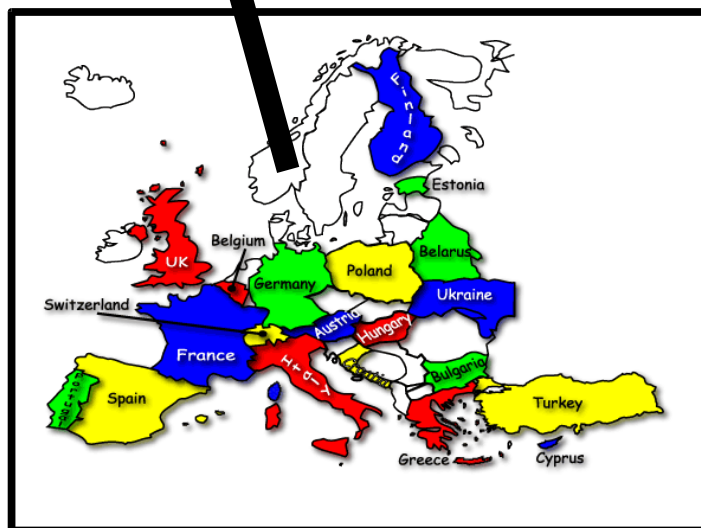 Finland
Estonia
Belgium
UK
Belarus
Germany
Poland
Switzerland
Ukraine
Austria
Hungary
France
Italy
Croatia
Bulgaria
Portugal
Spain
Turkey
Greece
Cyprus